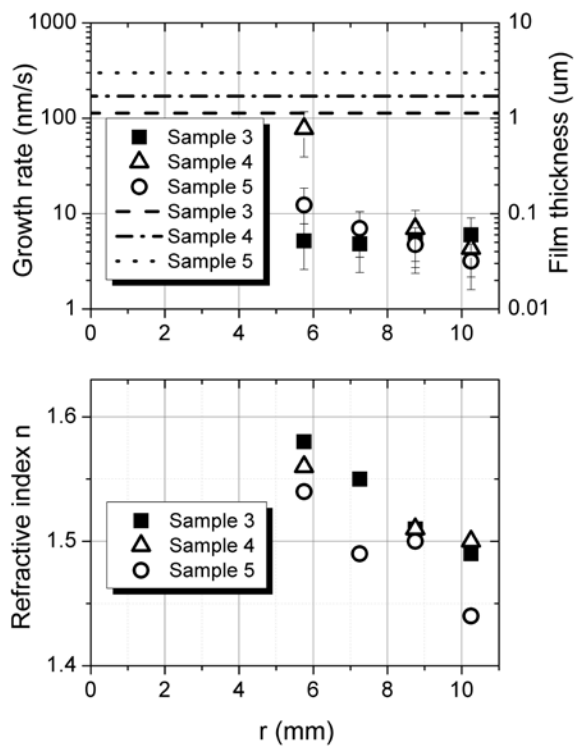 1000
100
10
1
Growth rate (nm/s)
10
1
0.1
0.01
Film thickness (um)
Sample 3
Sample 4
Sample 5
Sample 3
Sample 4
Sample 5
0 2 4 6 8 10
1.6
1.5
1.4
Refractive index n
Sample 3
Sample 4
Sample 5
0 2 4 6 8 10
r (mm)